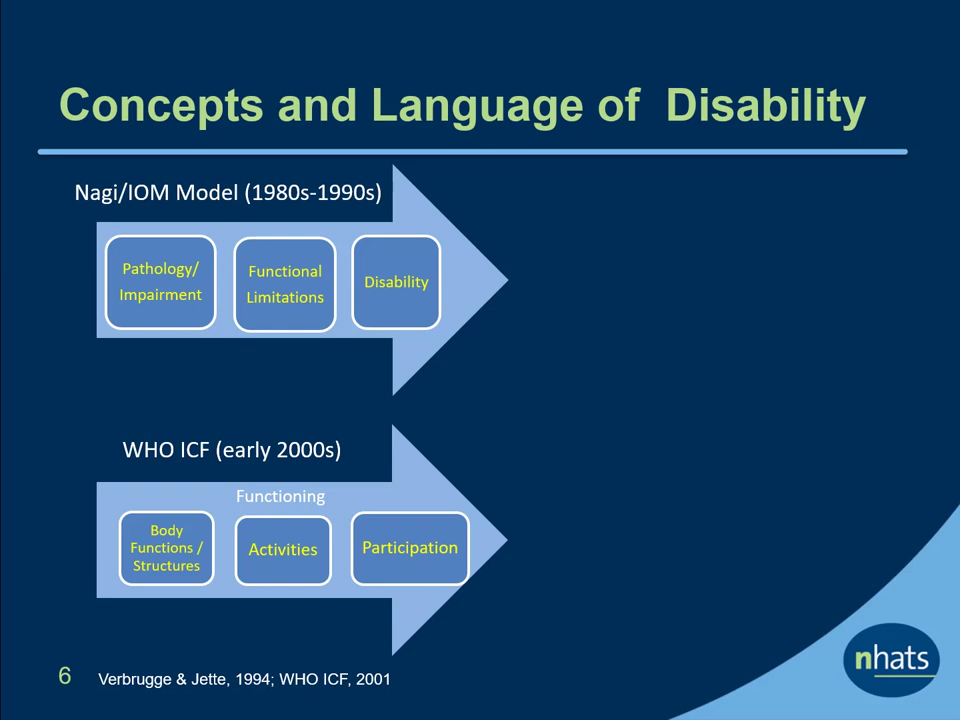 Concepts and Language of  Disability
Nagi/IOM Model (1980s-1990s)
Pathology/
Impairment
Functional
Limitations
Disability
WHO ICF (early 2000s)
Functioning
Body
Functions /
Structures
Activities
Participation
6
Verbrugge & Jette, 1994; WHO ICF, 2001
nhats